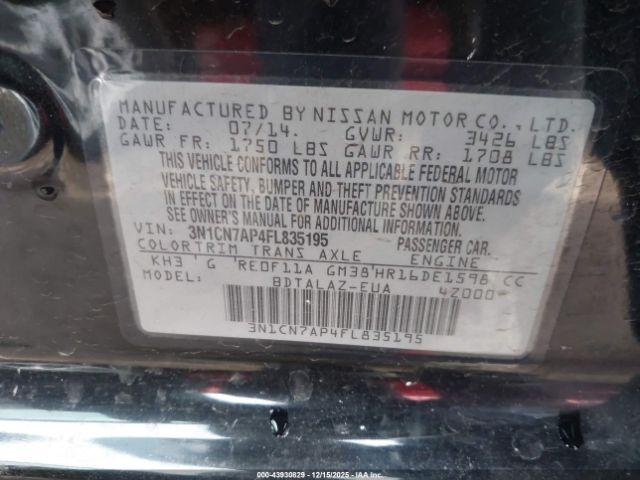 MANUFACTURED BY NISSAN MOTOR CO., LTD.
DATE: 07/14. GVWR: 3426 LBS
GAWR FR: 1750 LBS GAWR RR: 1708 LBS
THIS VEHICLE CONFORMS TO ALL APPLICABLE FEDERAL MOTOR
VEHICLE SAFETY, BUMPER AND THEFT PREVENTION STANDARDS
IN EFFECT ON THE DATE OF MANUFACTURE SHOWN ABOVE.
SEE OWNER'S MANUAL FOR ADDITIONAL INFORMATION.
VIN: 3N1CN7AP4FL835195 PASSENGER CAR.
COLOR TRIM TRANS AXLE ENGINE
KH3 G RE0F11A GM38 HR16DE1598 CC
MODEL: BDTALAZ-EUA 4Z000
3N1CN7AP4FL835195
000-43930829 - 12/15/2025 - IAA Inc.